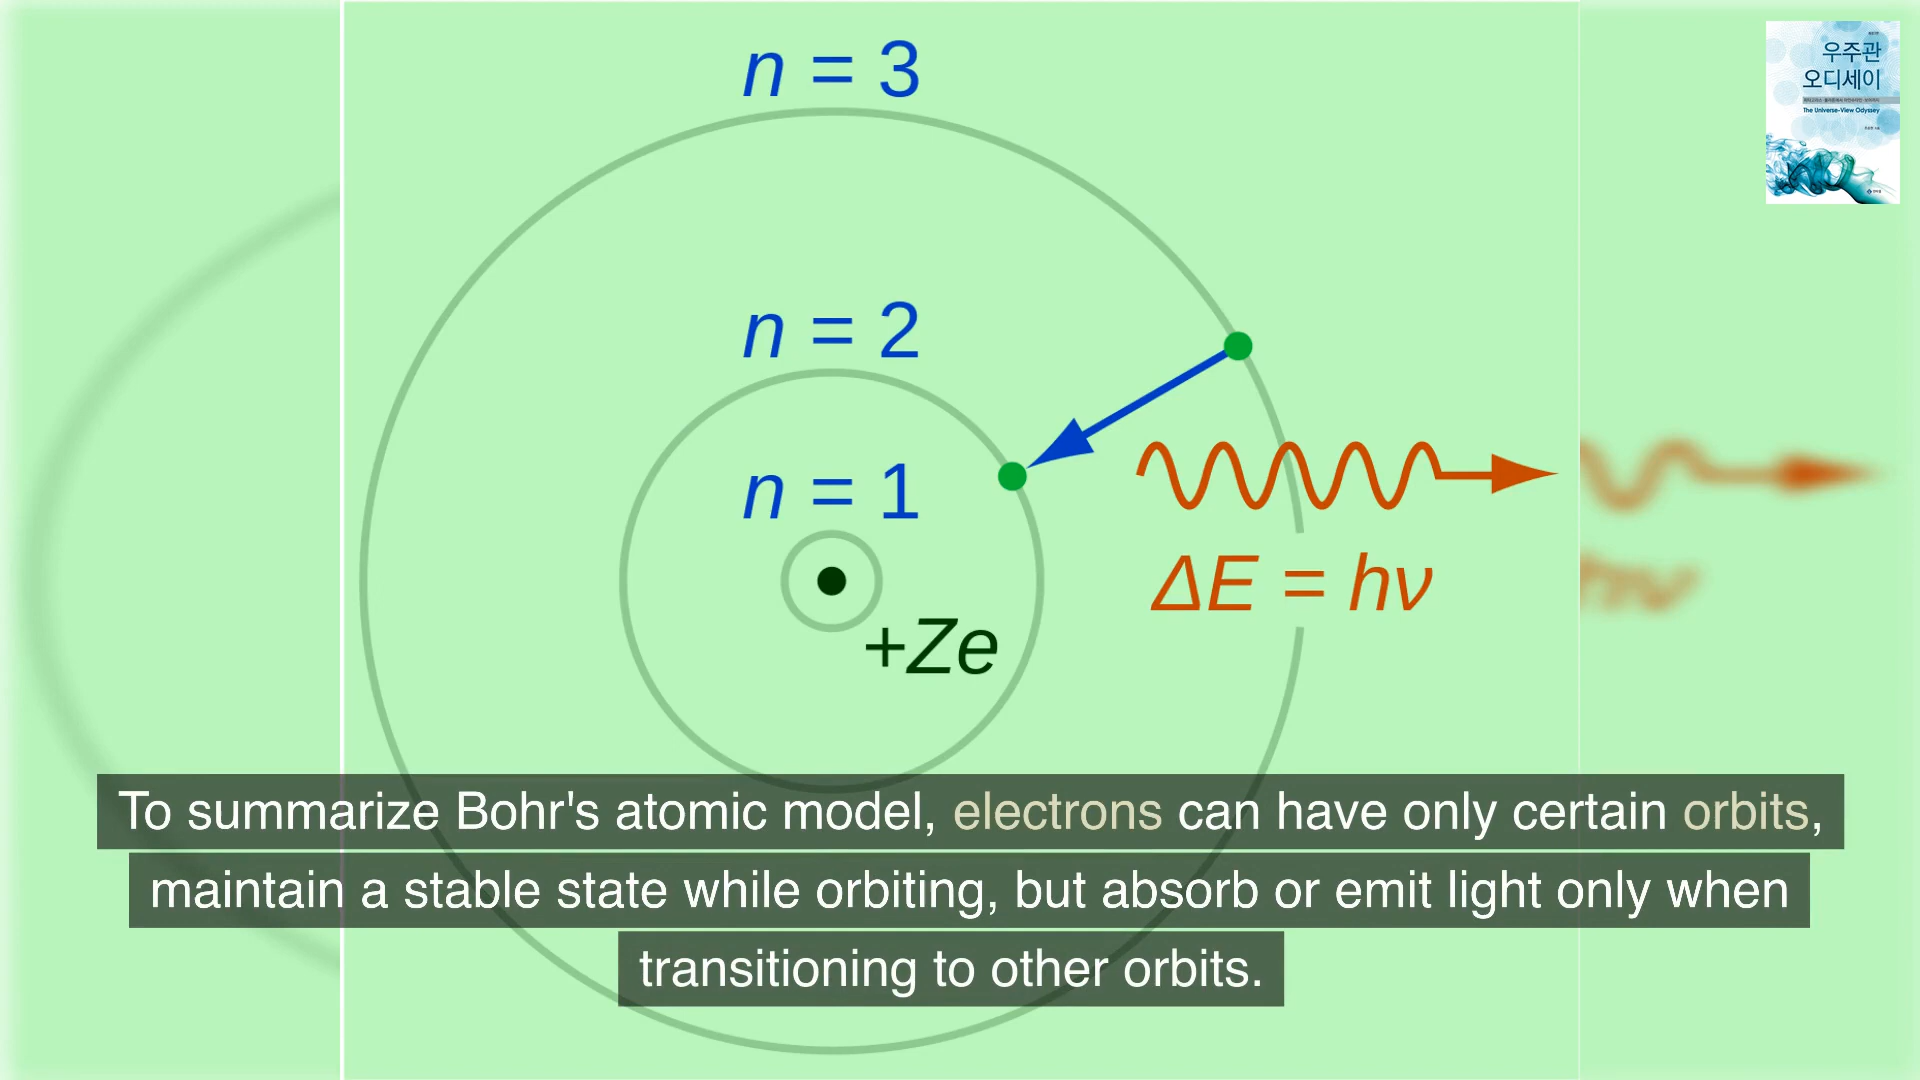 n = 3
n = 2
n = 1
+Ze
ΔE = hν
우주관
오디세이
The Universe-View Odyssey
To summarize Bohr's atomic model, electrons can have only certain orbits,
maintain a stable state while orbiting, but absorb or emit light only when
transitioning to other orbits.